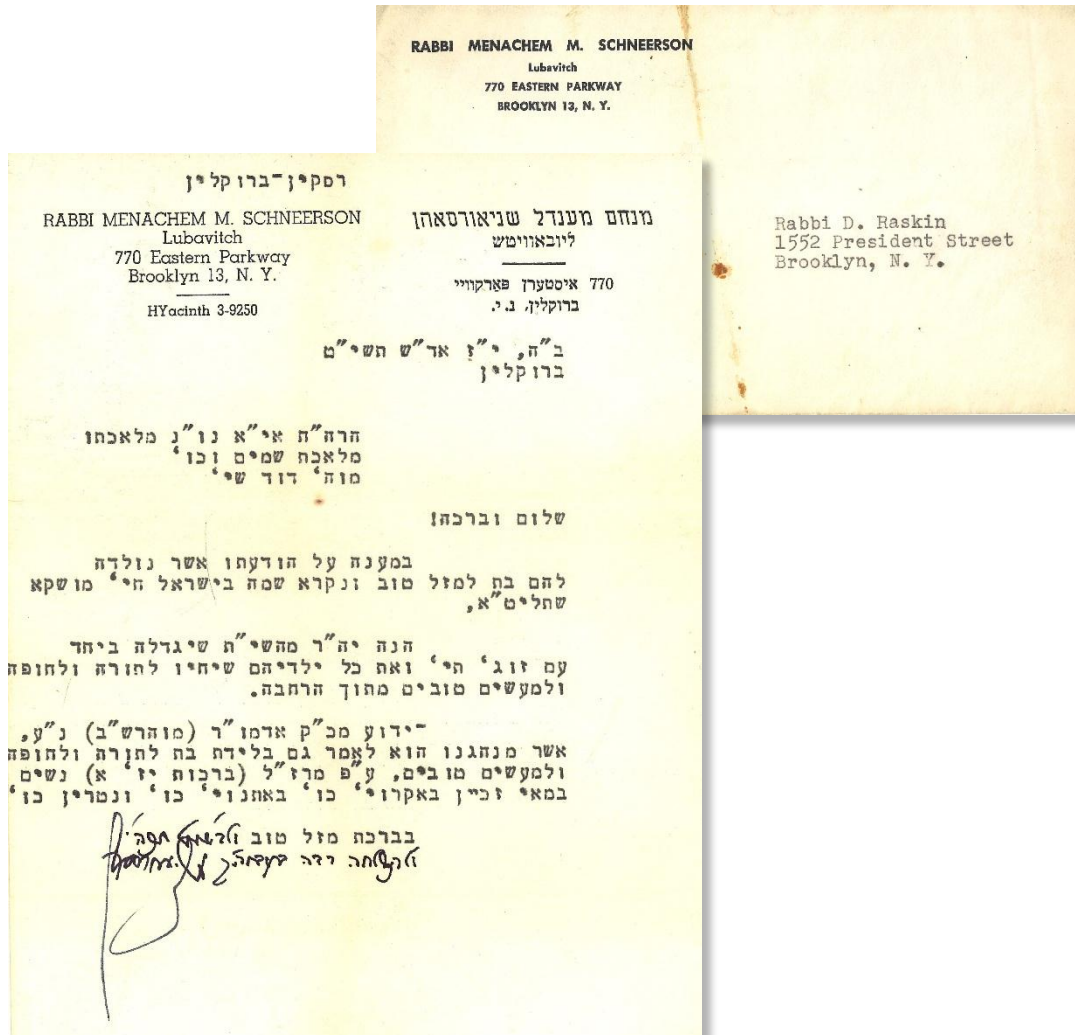 RABBI MENACHEM M. SCHNEERSON
Lubavitch
770 EASTERN PARKWAY
BROOKLYN 13, N. Y.
Rabbi D. Raskin
1552 President Street
Brooklyn, N. Y.
רסקין-ברוקלין
RABBI MENACHEM M. SCHNEERSON
Lubavitch
770 Eastern Parkway
Brooklyn 13, N. Y.
HYacinth 3-9250
מנחם מענדל שניאורסאהן
ליובאוויטש
770 איסטערן פּאַרקוויי
ברוקלין, נ. י.
ב"ה, י"ז אד"ש תשי"ט
ברוקלין
הרה"ת אי"א נו"נ מלאכתו
מלאכת שמים וכו'
מוה' דוד שי'
שלום וברכה!
במענה על הודעתו אשר נולדה
להם בת למזל טוב ונקרא שמה בישראל חי' מושקא
שתליט"א,
הנה יה"ר מהשי"ת שיגדלה ביחד
עם זוג' תי' ואת כל ילדיהם שיחיו לתורה ולחופה
ולמעשים טובים מתוך הרחבה.
-ידוע מכ"ק אדמו"ר (מוהרש"ב) נ"ע,
אשר מנהגנו הוא לאמר גם בלידת בת לתורה ולחופה
ולמעשים טובים, ע"פ מרז"ל (ברכות יז' א) נשים
במאי זכיין באקרוי' כו' באתנוי' כו' ונטרין כו'
בברכת מזל טוב